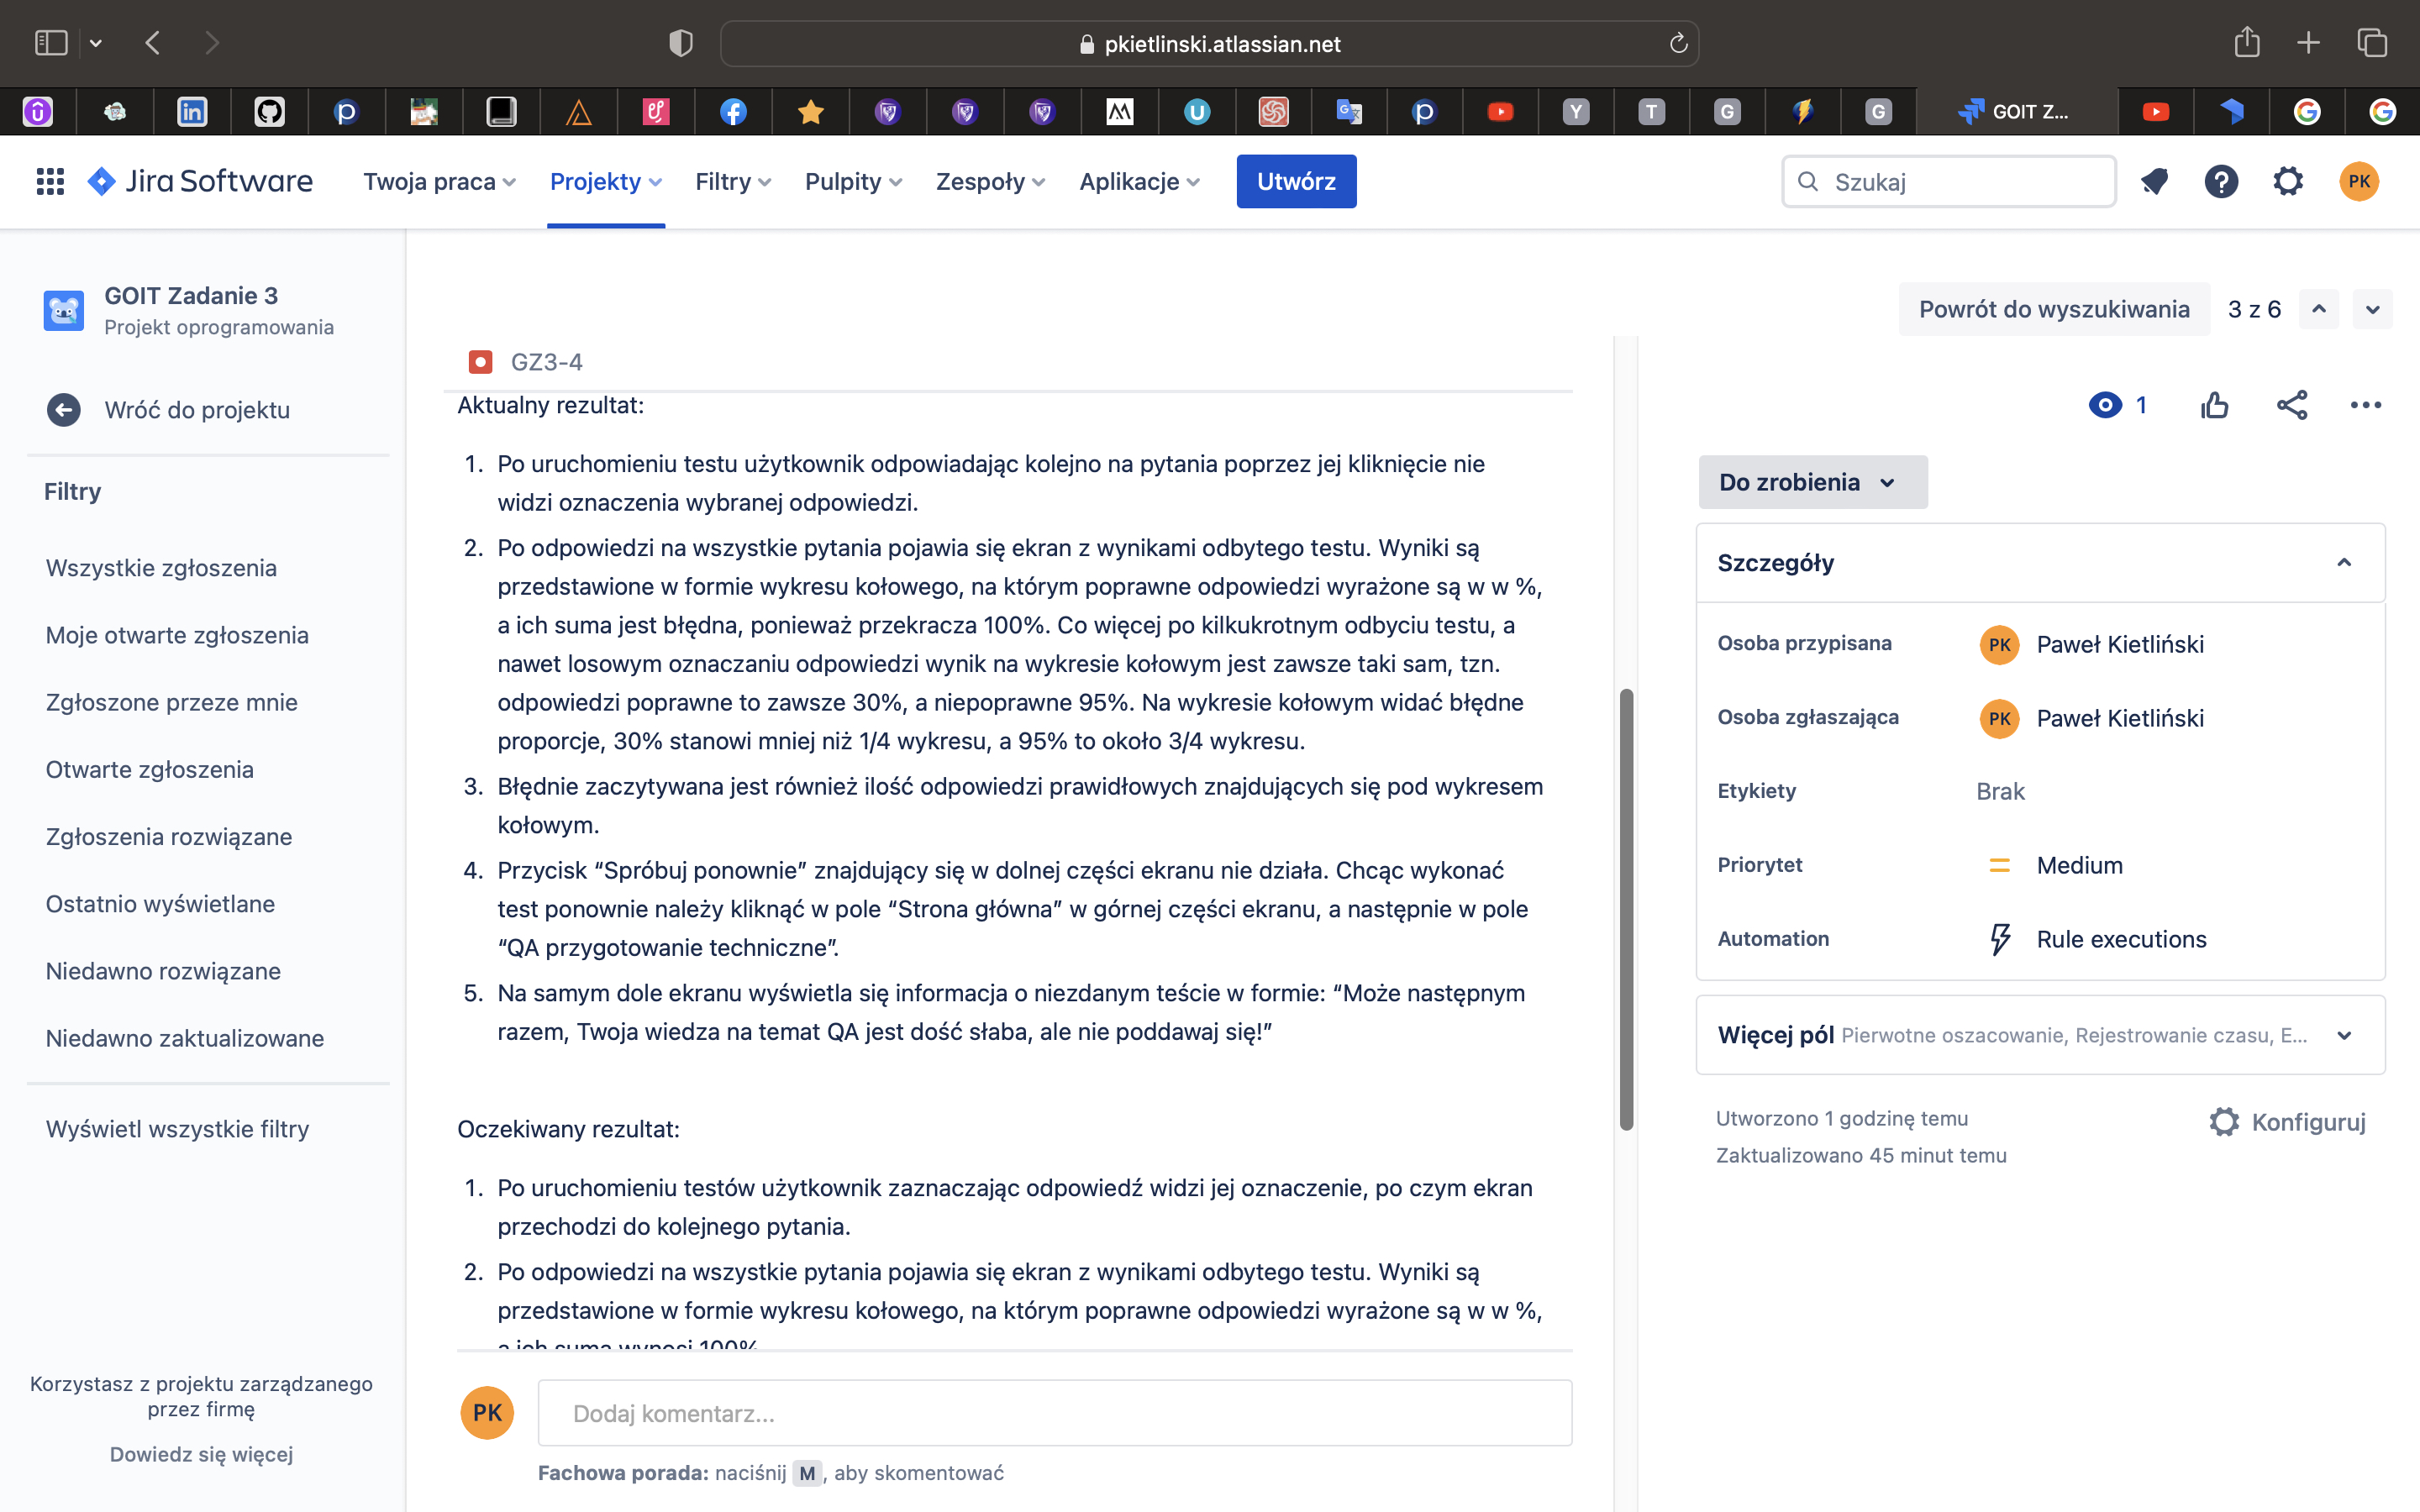 pkietlinski.atlassian.net
Y
T
G
G
GOIT Z...
Jira Software
Twoja praca
Projekty
Filtry
Pulpity
Zespoły
Aplikacje
Utwórz
Szukaj
PK
GOIT Zadanie 3
Projekt oprogramowania
Wróć do projektu
Filtry
Wszystkie zgłoszenia
Moje otwarte zgłoszenia
Zgłoszone przeze mnie
Otwarte zgłoszenia
Zgłoszenia rozwiązane
Ostatnio wyświetlane
Niedawno rozwiązane
Niedawno zaktualizowane
Wyświetl wszystkie filtry
Korzystasz z projektu zarządzanego
przez firmę
Dowiedz się więcej
Powrót do wyszukiwania
3 z 6
GZ3-4
Aktualny rezultat:
1. Po uruchomieniu testu użytkownik odpowiadając kolejno na pytania poprzez jej kliknięcie nie
widzi oznaczenia wybranej odpowiedzi.
2. Po odpowiedzi na wszystkie pytania pojawia się ekran z wynikami odbytego testu. Wyniki są
przedstawione w formie wykresu kołowego, na którym poprawne odpowiedzi wyrażone są w w %,
a ich suma jest błędna, ponieważ przekracza 100%. Co więcej po kilkukrotnym odbyciu testu, a
nawet losowym oznaczaniu odpowiedzi wynik na wykresie kołowym jest zawsze taki sam, tzn.
odpowiedzi poprawne to zawsze 30%, a niepoprawne 95%. Na wykresie kołowym widać błędne
proporcje, 30% stanowi mniej niż 1/4 wykresu, a 95% to około 3/4 wykresu.
3. Błędnie zaczytywana jest również ilość odpowiedzi prawidłowych znajdujących się pod wykresem
kołowym.
4. Przycisk “Spróbuj ponownie” znajdujący się w dolnej części ekranu nie działa. Chcąc wykonać
test ponownie należy kliknąć w pole “Strona główna” w górnej części ekranu, a następnie w pole
“QA przygotowanie techniczne”.
5. Na samym dole ekranu wyświetla się informacja o niezdanym teście w formie: “Może następnym
razem, Twoja wiedza na temat QA jest dość słaba, ale nie poddawaj się!”
Oczekiwany rezultat:
1. Po uruchomieniu testów użytkownik zaznaczając odpowiedź widzi jej oznaczenie, po czym ekran
przechodzi do kolejnego pytania.
2. Po odpowiedzi na wszystkie pytania pojawia się ekran z wynikami odbytego testu. Wyniki są
przedstawione w formie wykresu kołowego, na którym poprawne odpowiedzi wyrażone są w w %,
a ich suma wynosi 100%.
PK
Dodaj komentarz...
Fachowa porada: naciśnij M, aby skomentować
1
Do zrobienia
Szczegóły
Osoba przypisana
PK Paweł Kietliński
Osoba zgłaszająca
PK Paweł Kietliński
Etykiety
Brak
Priorytet
Medium
Automation
Rule executions
Więcej pól Pierwotne oszacowanie, Rejestrowanie czasu, E...
Utworzono 1 godzinę temu
Zaktualizowano 45 minut temu
Konfiguruj